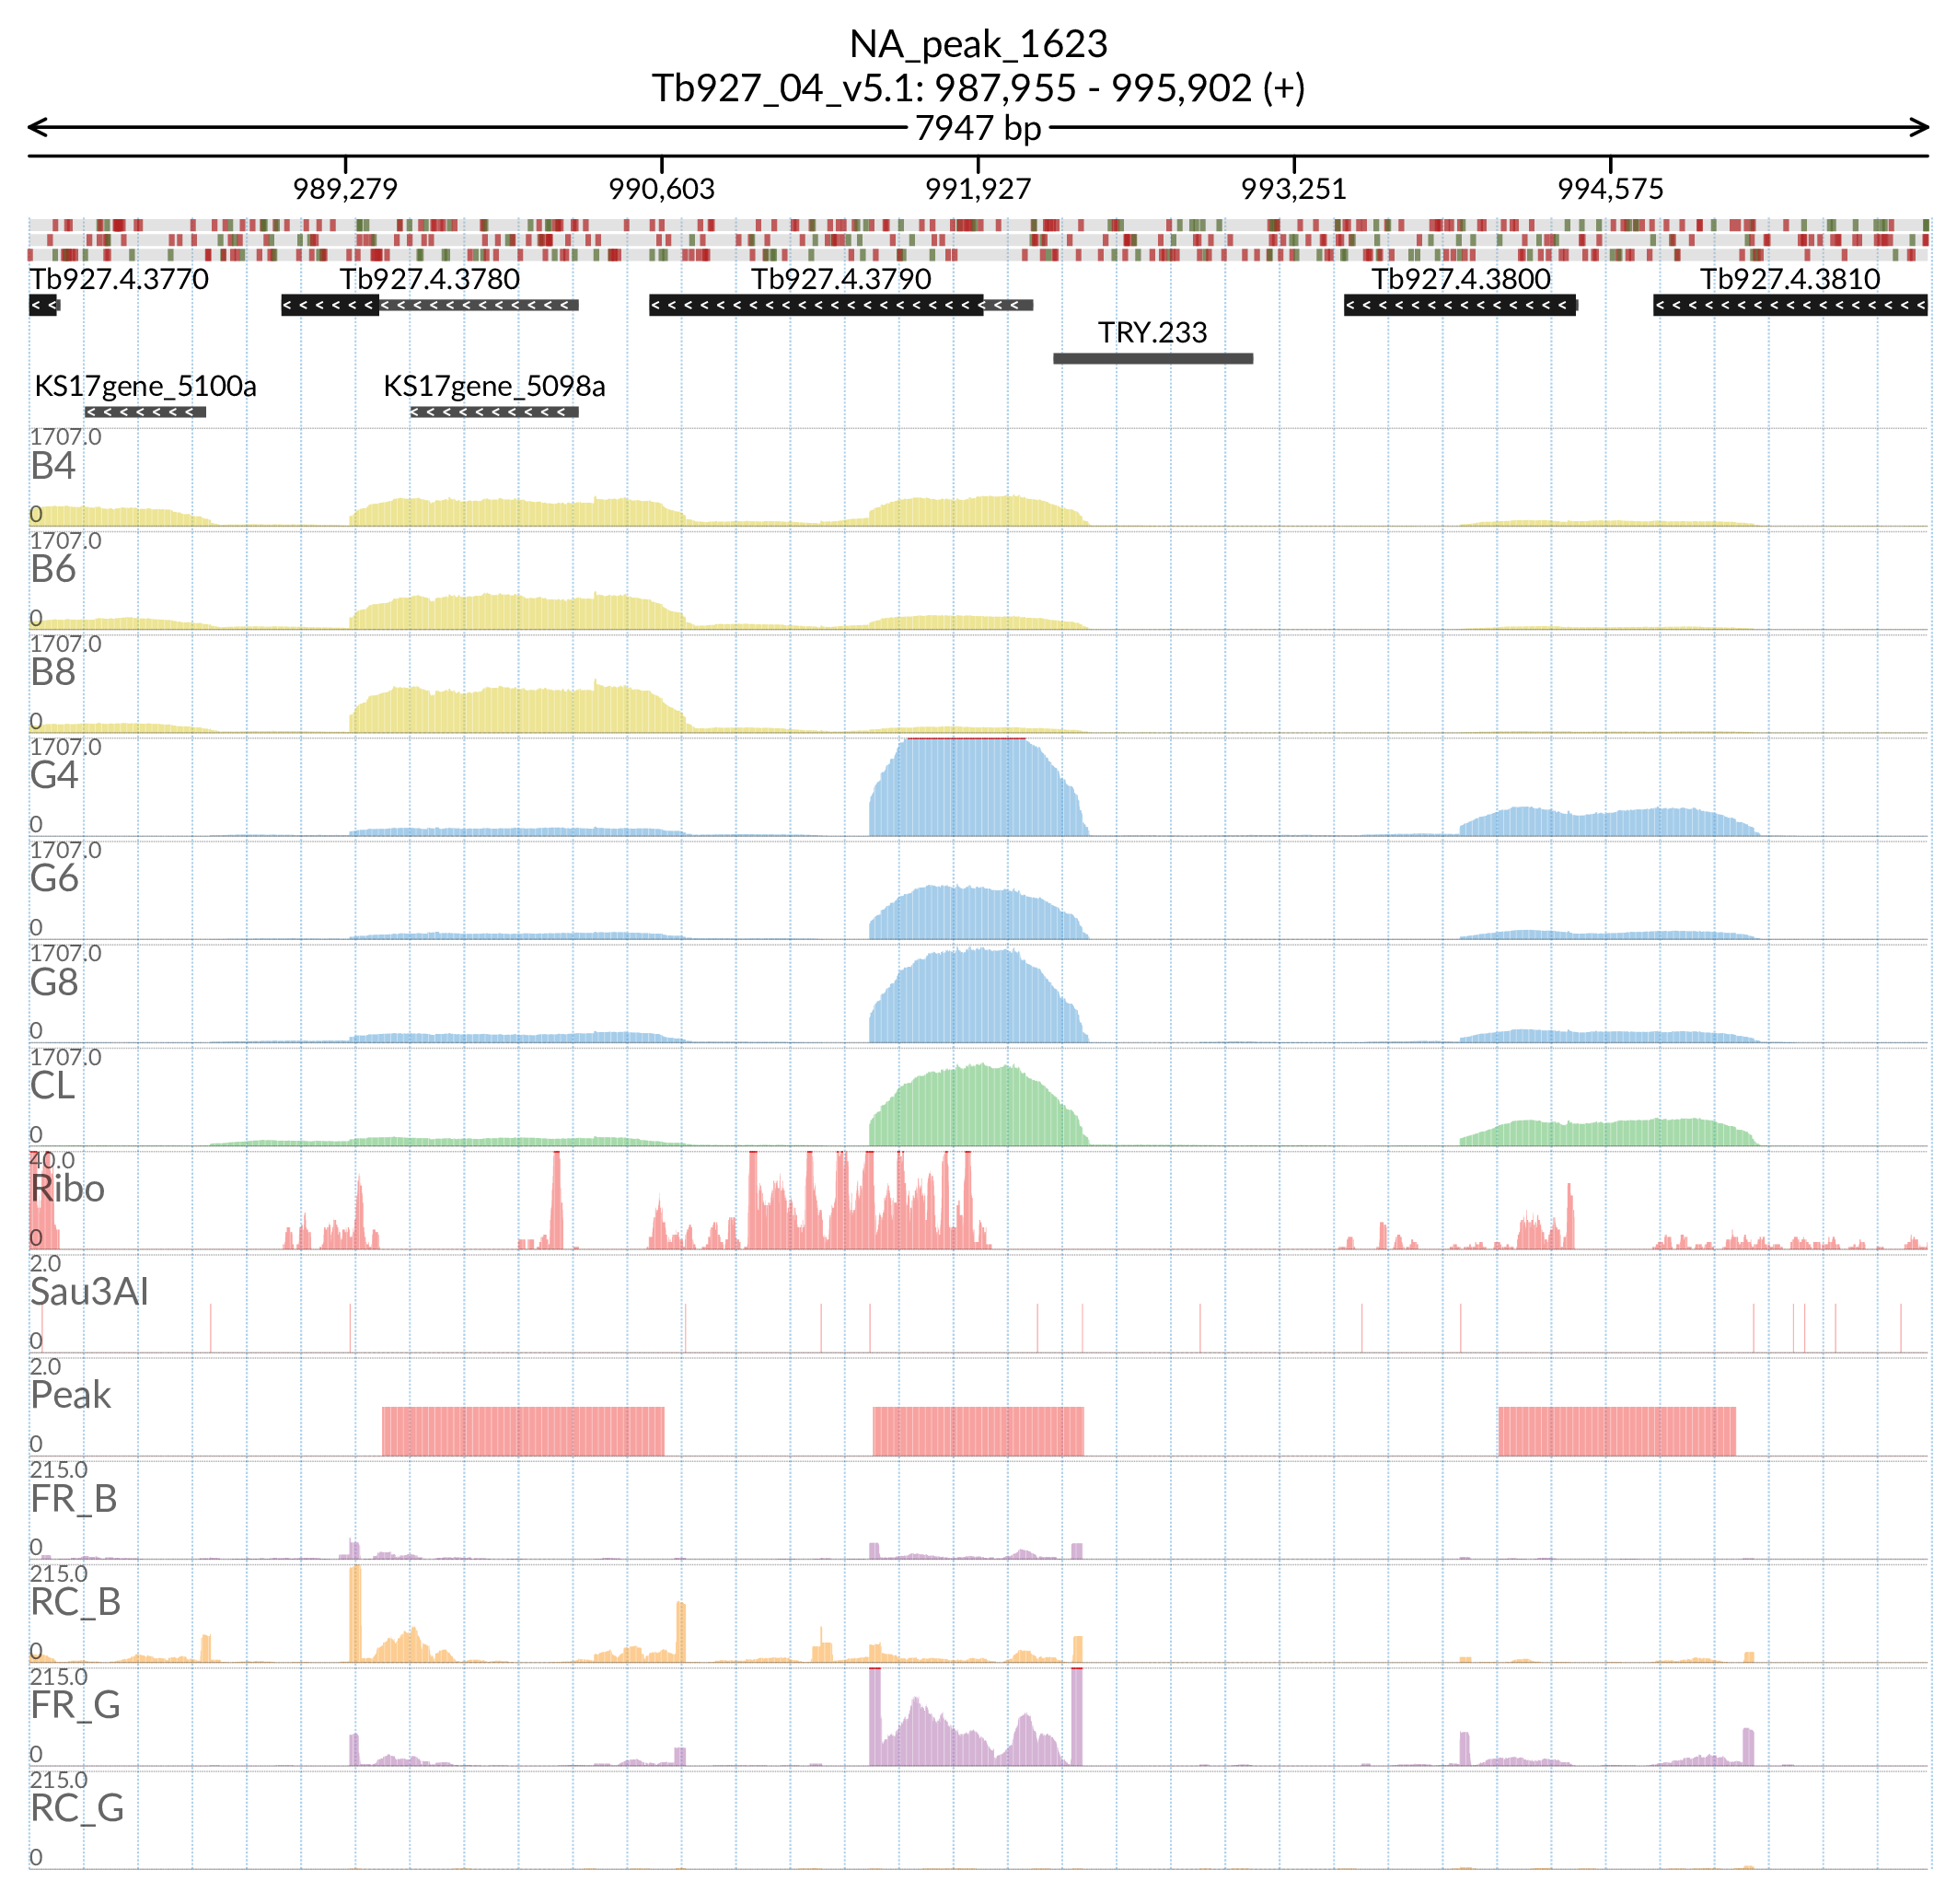 NA_peak_1623
Tb927_04_v5.1: 987,955 - 995,902 (+)
7947 bp
989,279 990,603 991,927 993,251 994,575
Tb927.4.3770 Tb927.4.3780 Tb927.4.3790 Tb927.4.3800 Tb927.4.3810
TRY.233
KS17gene_5100a KS17gene_5098a
1707.0
B4
0
1707.0
B6
0
1707.0
B8
0
1707.0
G4
0
1707.0
G6
0
1707.0
G8
0
1707.0
CL
0
40.0
Ribo
0
2.0
Sau3AI
0
2.0
Peak
0
215.0
FR_B
0
215.0
RC_B
0
215.0
FR_G
0
215.0
RC_G
0